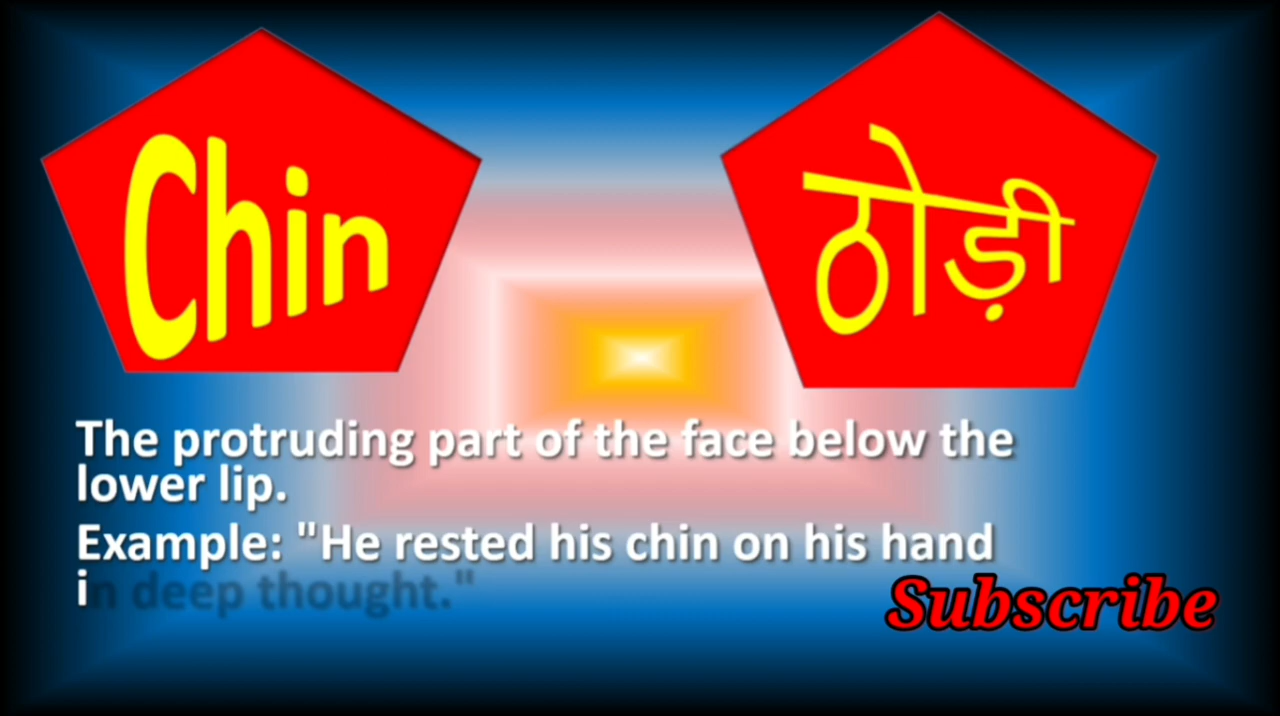 Chin
ठोड़ी
The protruding part of the face below the
lower lip.
Example: "He rested his chin on his hand
in deep thought."
Subscribe